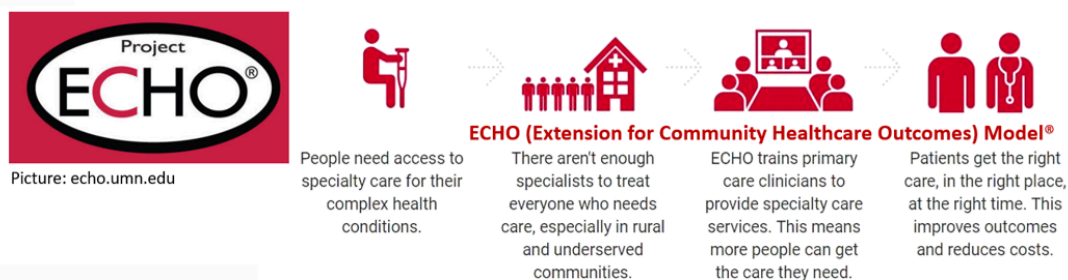 Project
ECHO®
Picture: echo.umn.edu
ECHO (Extension for Community Healthcare Outcomes) Model®
People need access to
specialty care for their
complex health
conditions.
There aren't enough
specialists to treat
everyone who needs
care, especially in rural
and underserved
communities.
ECHO trains primary
care clinicians to
provide specialty care
services. This means
more people can get
the care they need.
Patients get the right
care, in the right place,
at the right time. This
improves outcomes
and reduces costs.